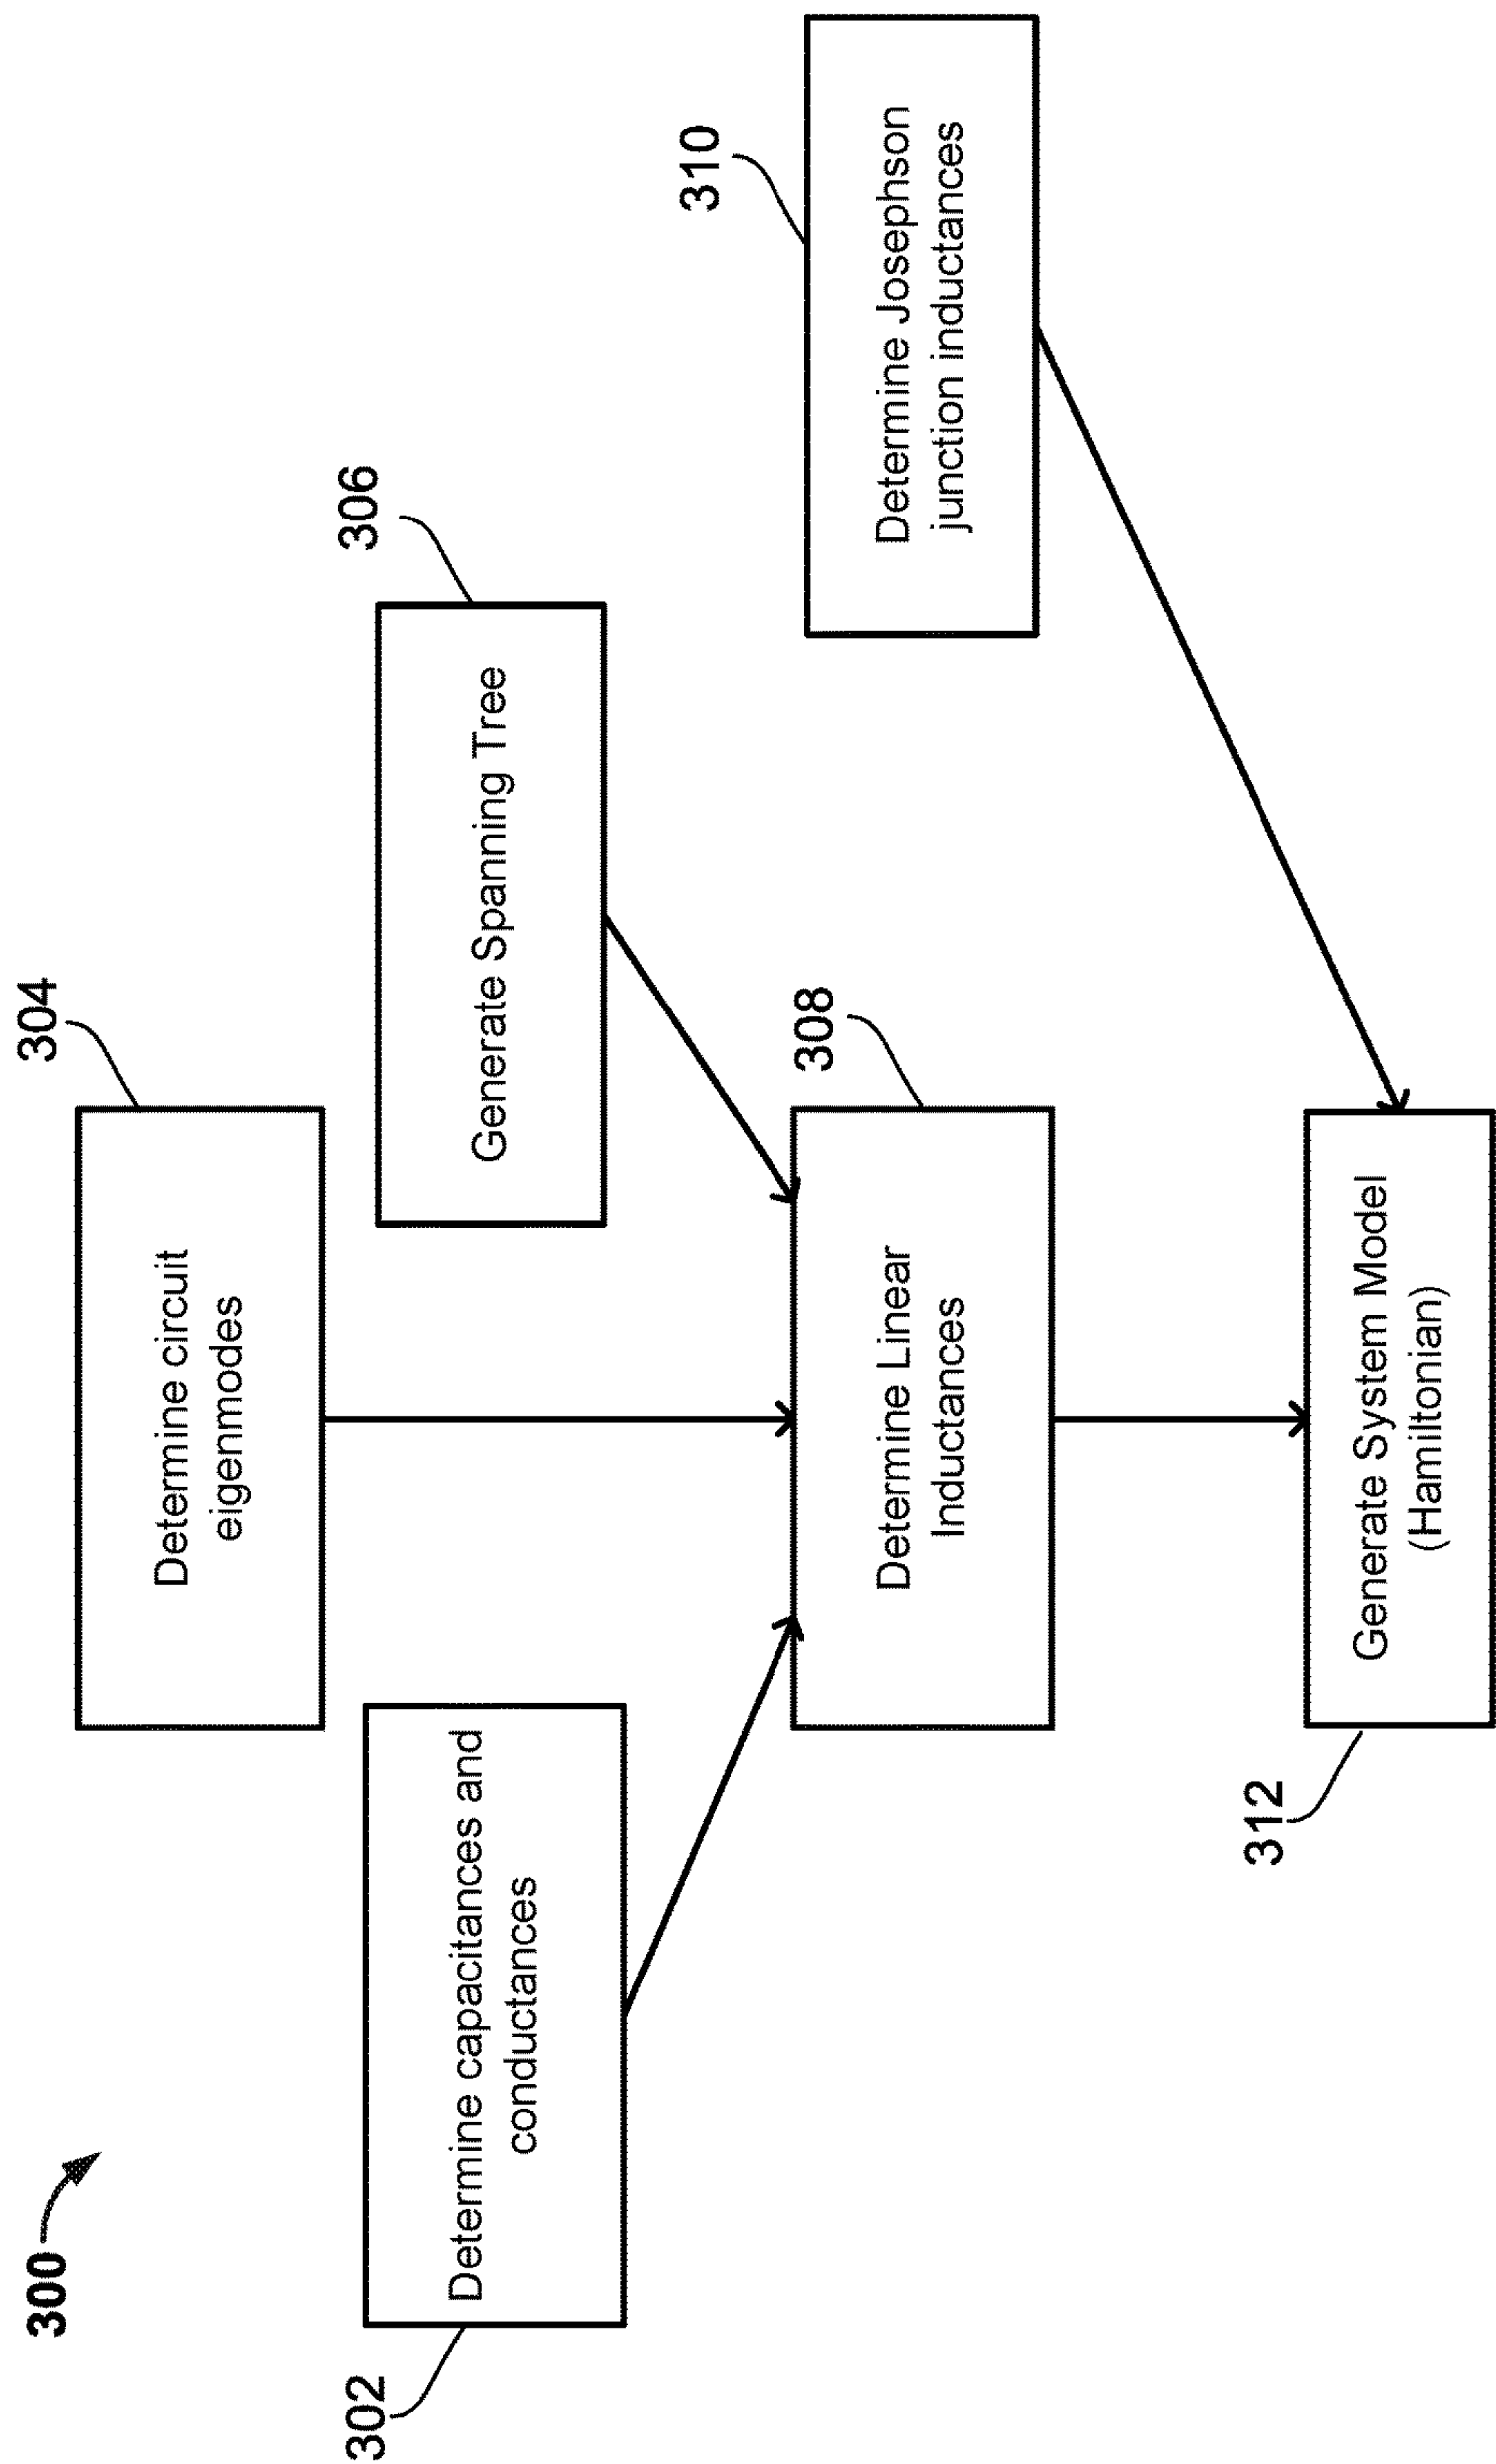 300
304
Determine circuit
eigenmodes
302
Determine capacitances and
conductances
306
Generate Spanning Tree
308
Determine Linear
Inductances
310
Determine Josephson
junction inductances
312
Generate System Model
(Hamiltonian)